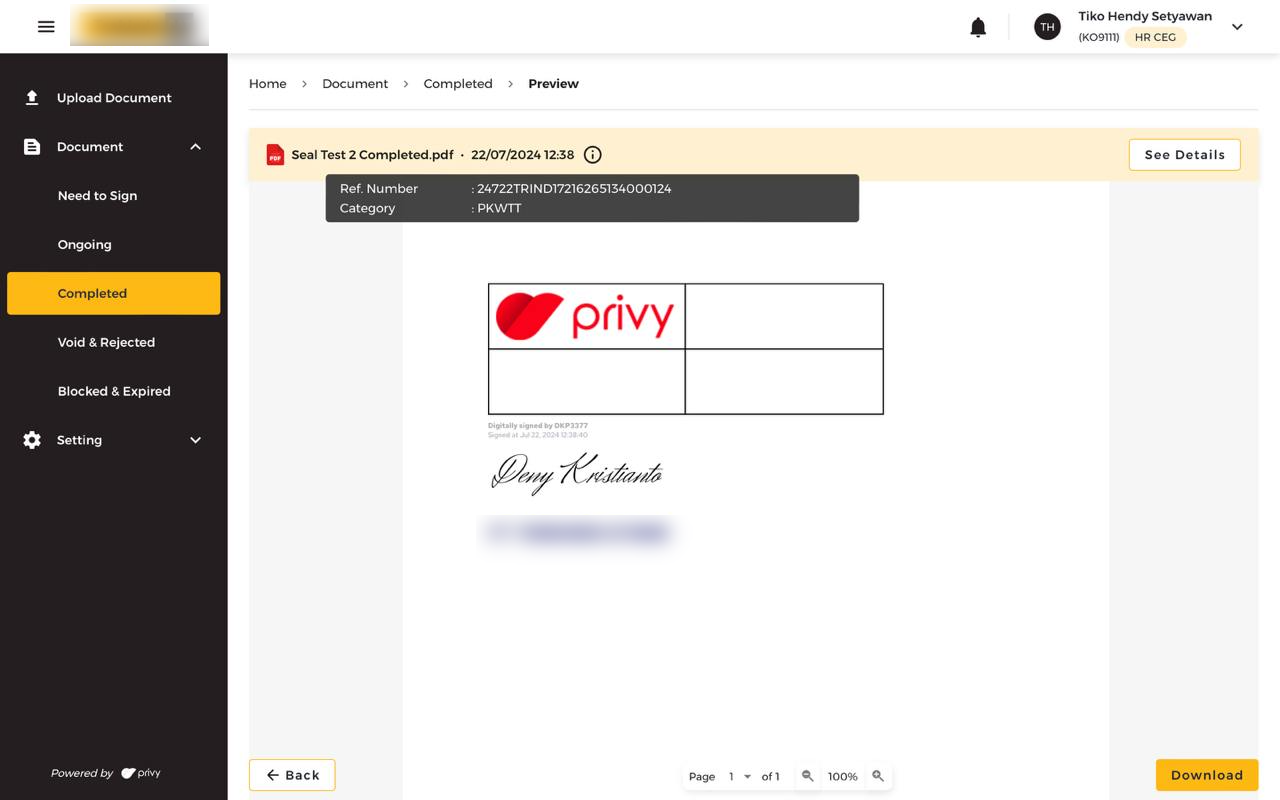 TH
Tiko Hendy Setyawan
(KO9111) HR CEG
Upload Document
Document
Need to Sign
Ongoing
Completed
Void & Rejected
Blocked & Expired
Setting
Powered by privy
Home > Document > Completed > Preview
PDF Seal Test 2 Completed.pdf • 22/07/2024 12:38
See Details
Ref. Number : 24722TRIND17216265134000124
Category : PKWTT
privy
Digitally signed by DKP3377
Signed at Jul 22, 2024 12:38:40
Deny Kristianto
Back
Page 1 of 1 100%
Download